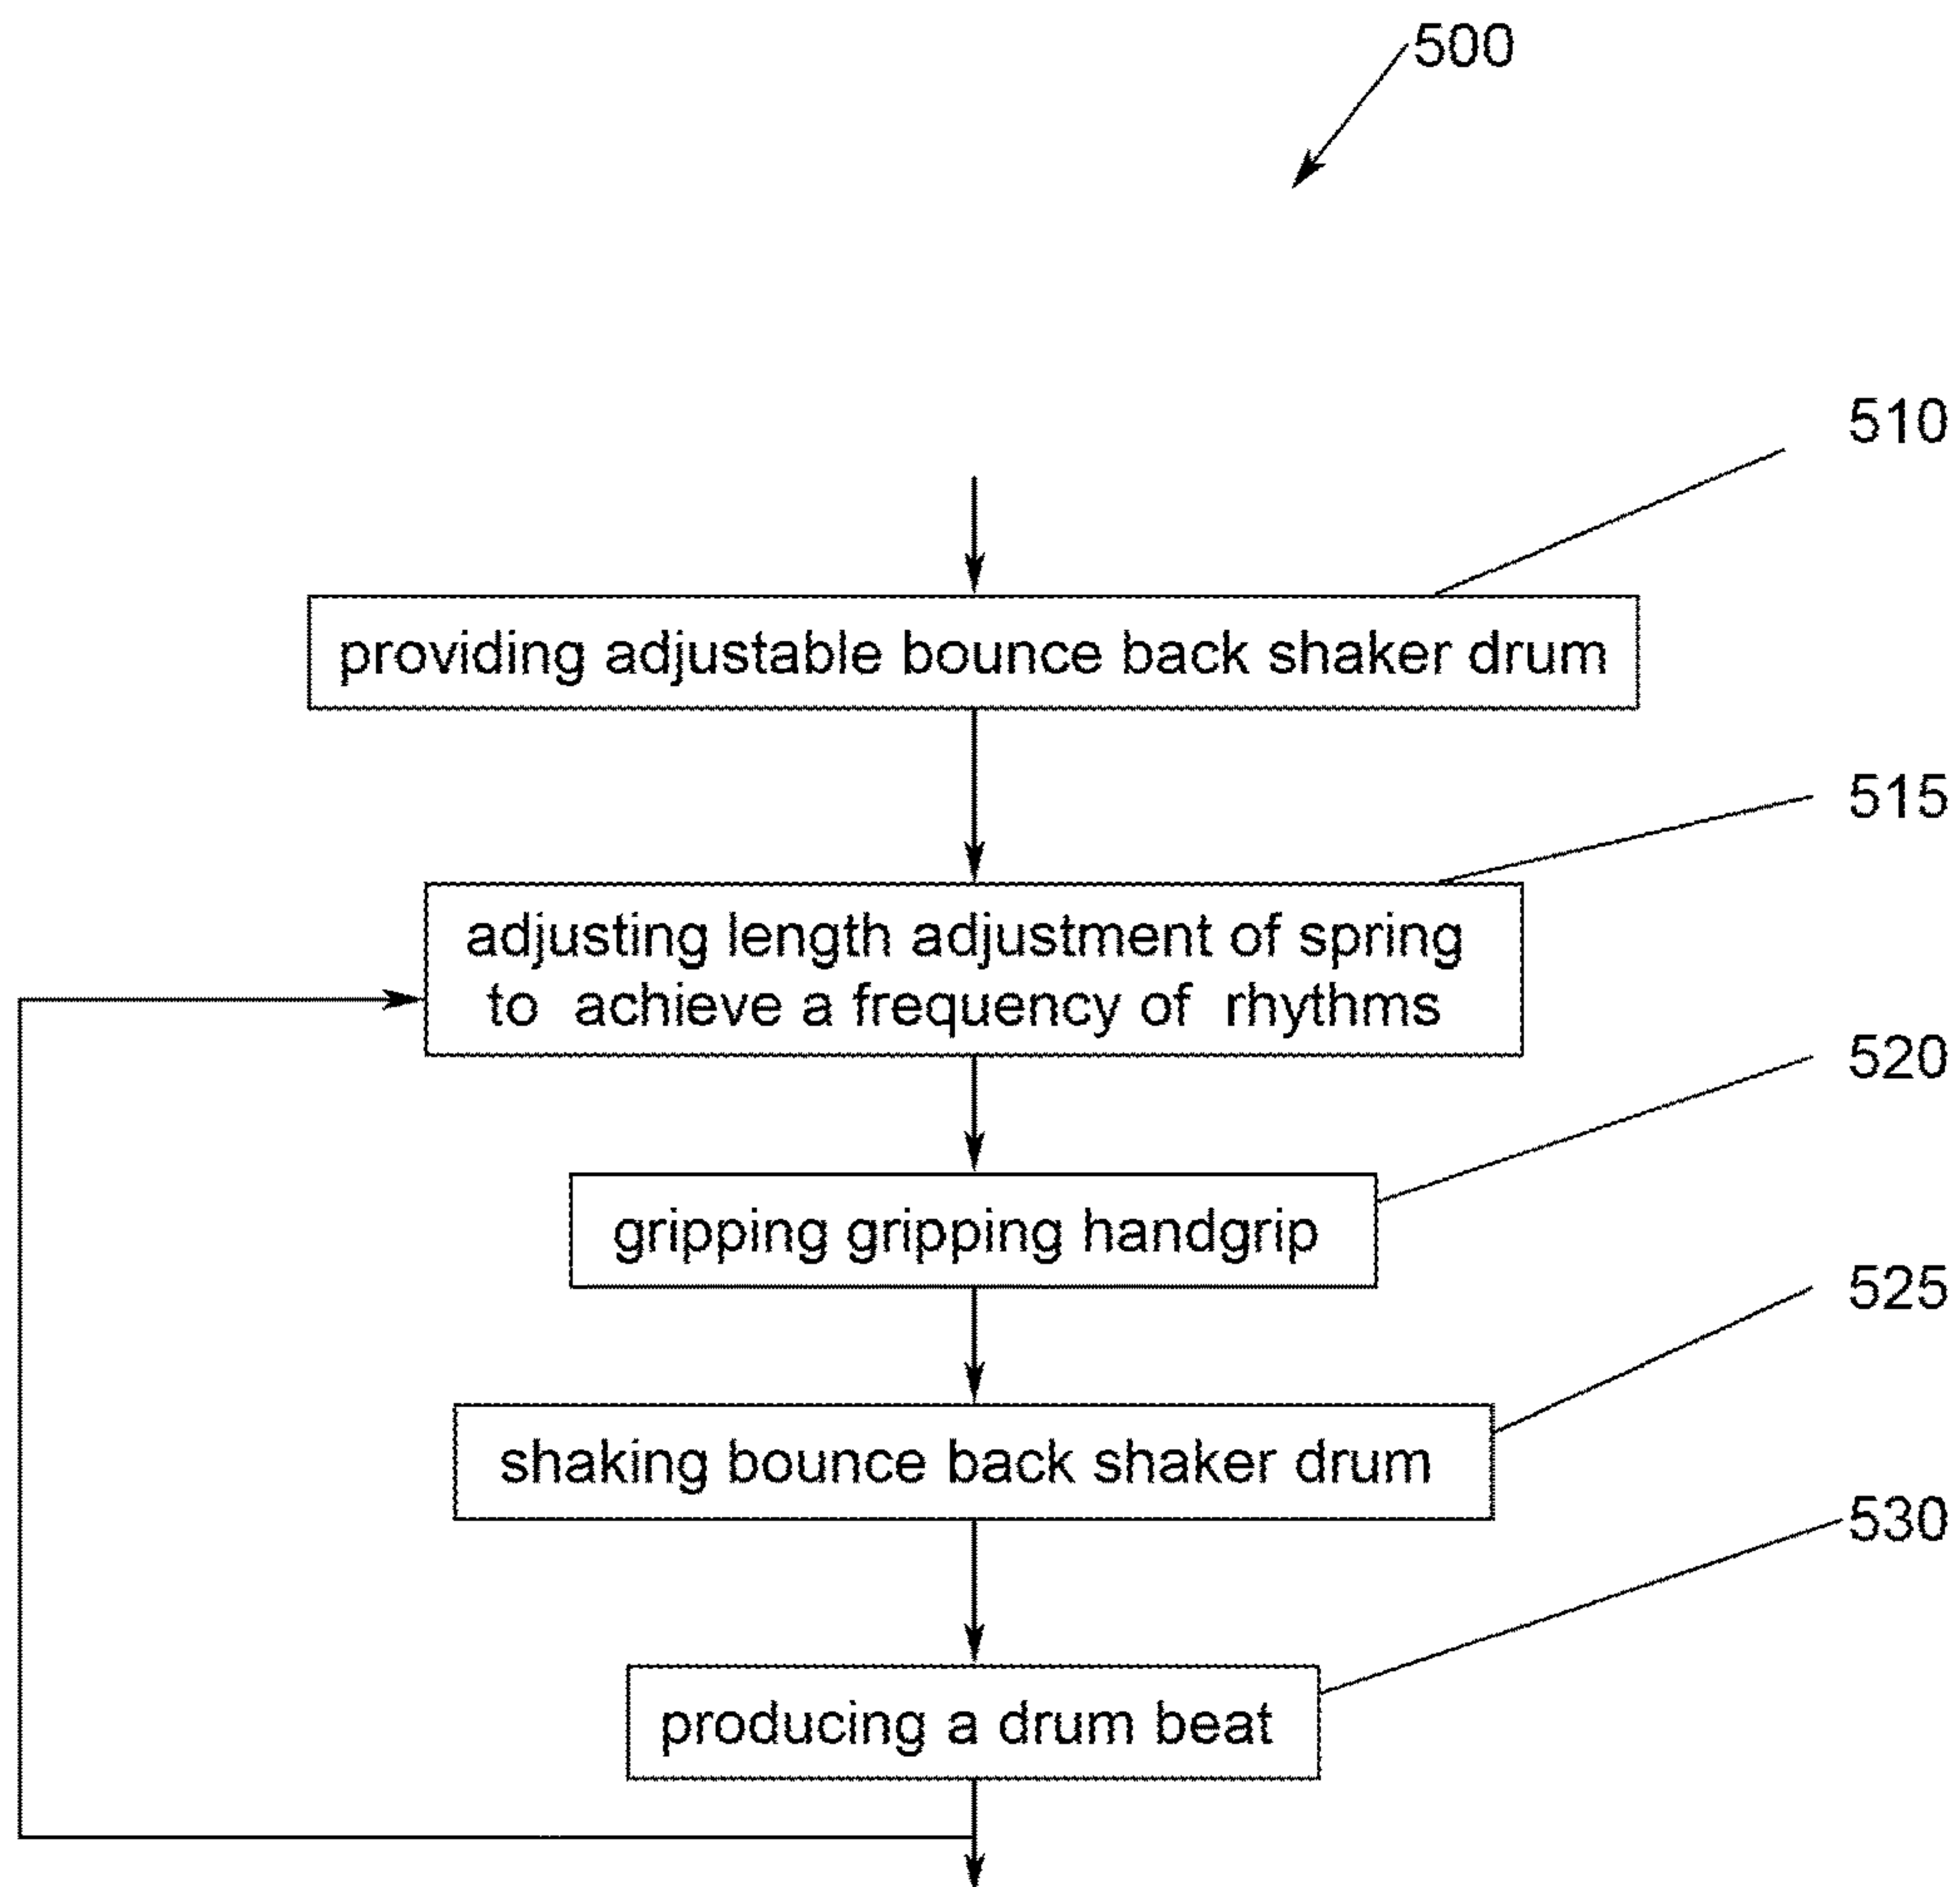 500
510
providing adjustable bounce back shaker drum
515
adjusting length adjustment of spring
to achieve a frequency of rhythms
520
gripping gripping handgrip
525
shaking bounce back shaker drum
530
producing a drum beat